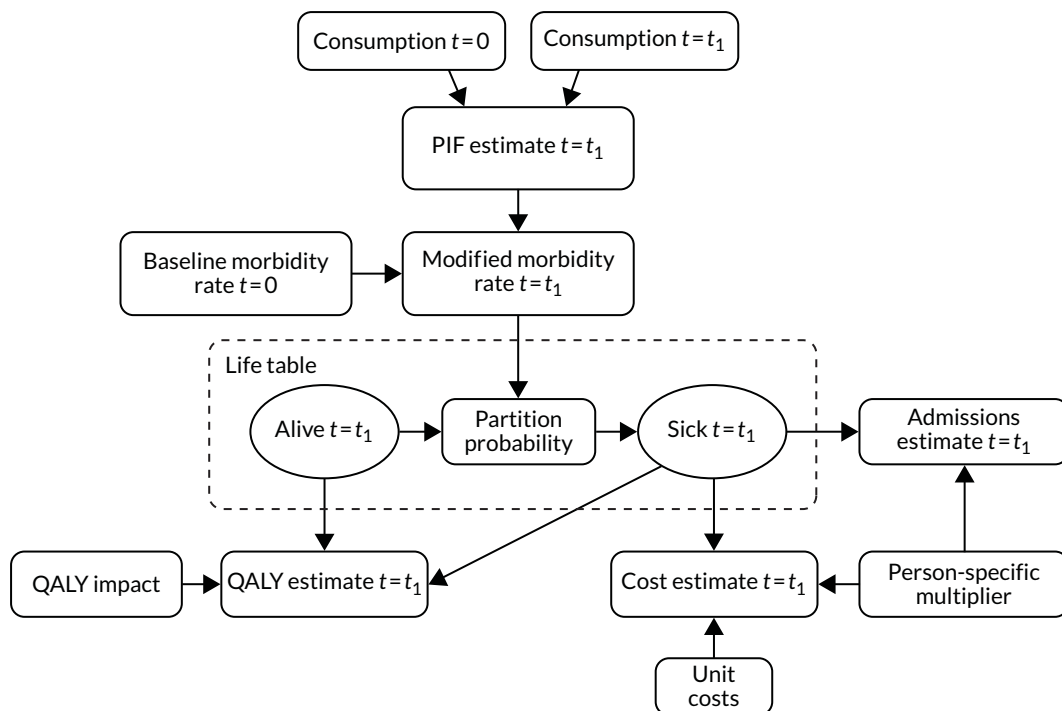 Consumption t=0
Consumption t=t₁
PIF estimate t=t₁
Baseline morbidity
rate t=0
Modified morbidity
rate t=t₁
Life table
Alive t=t₁
Partition
probability
Sick t=t₁
Admissions
estimate t=t₁
QALY impact
QALY estimate t=t₁
Cost estimate t=t₁
Person-specific
multiplier
Unit
costs